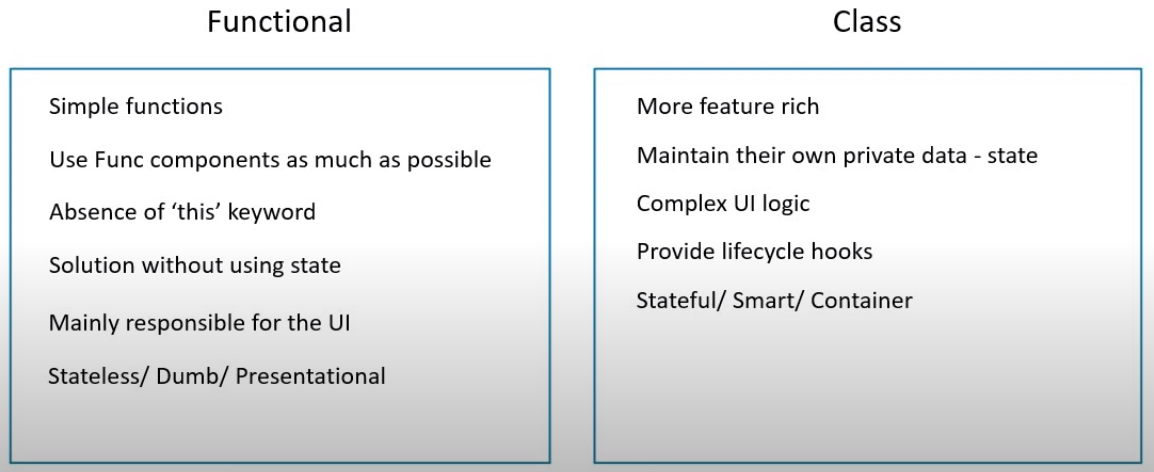 Functional
Simple functions
Use Func components as much as possible
Absence of ‘this’ keyword
Solution without using state
Mainly responsible for the UI
Stateless/ Dumb/ Presentational
Class
More feature rich
Maintain their own private data - state
Complex UI logic
Provide lifecycle hooks
Stateful/ Smart/ Container